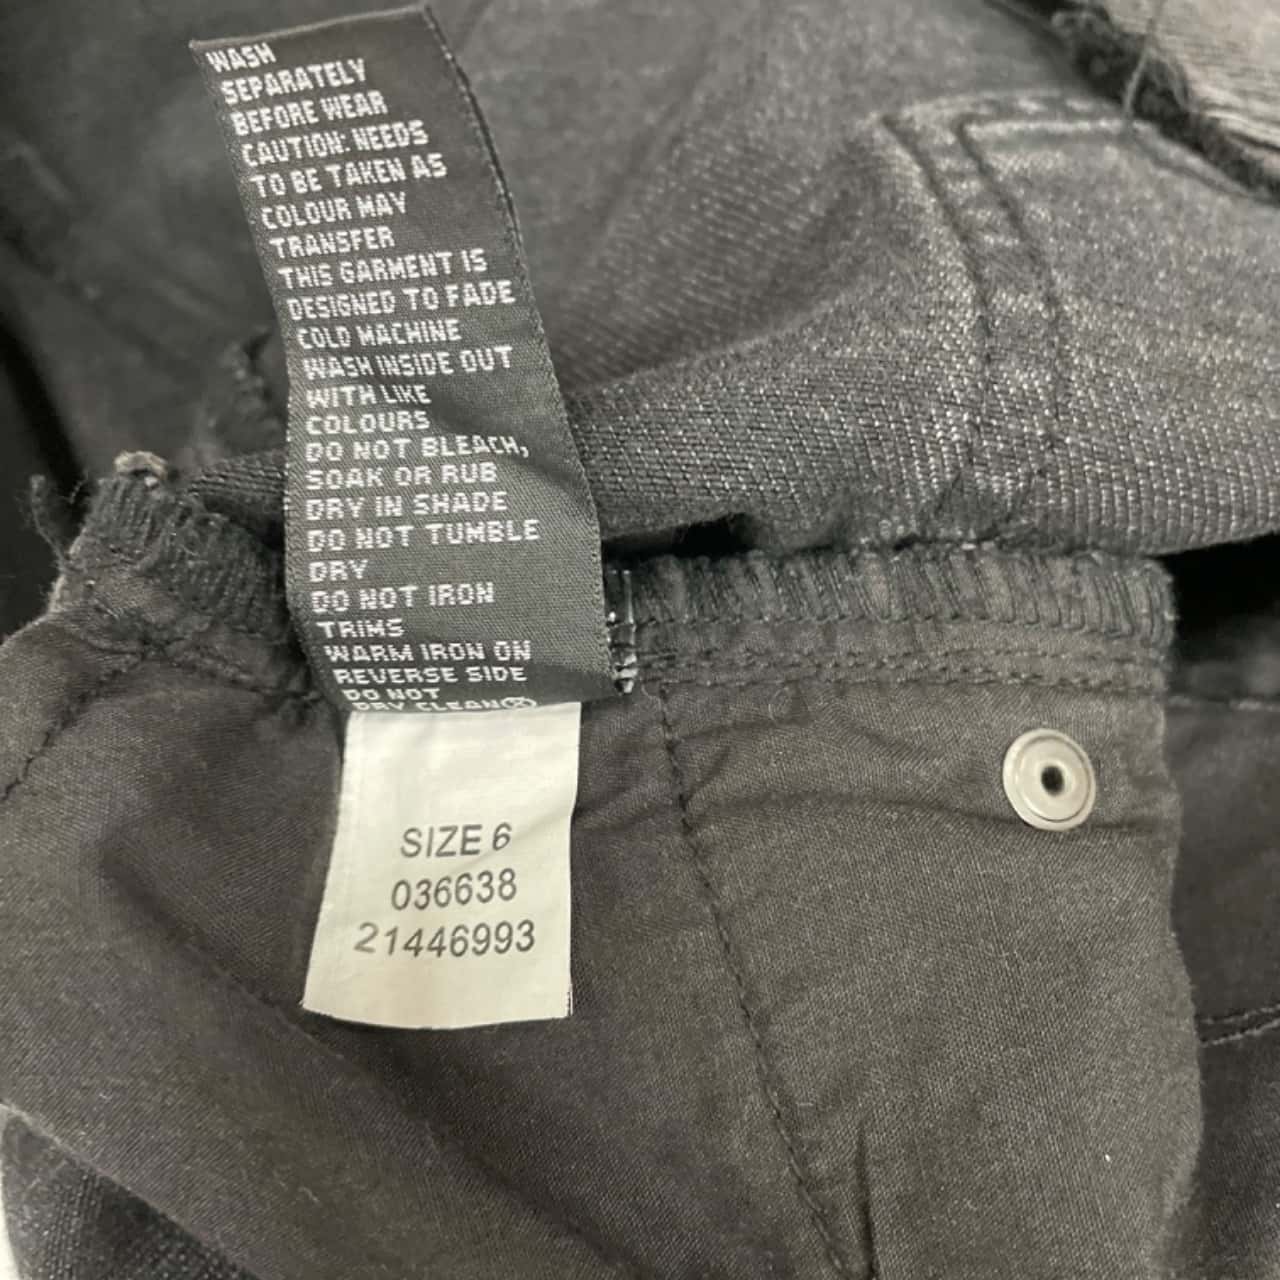 WASH
SEPARATELY
BEFORE WEAR
CAUTION: NEEDS
TO BE TAKEN AS
COLOUR MAY
TRANSFER
THIS GARMENT IS
DESIGNED TO FADE
COLD MACHINE
WASH INSIDE OUT
WITH LIKE
COLOURS
DO NOT BLEACH,
SOAK OR RUB
DRY IN SHADE
DO NOT TUMBLE
DRY
DO NOT IRON
TRIMS
WARM IRON ON
REVERSE SIDE
DO NOT
DRY CLEAN
SIZE 6
036638
21446993